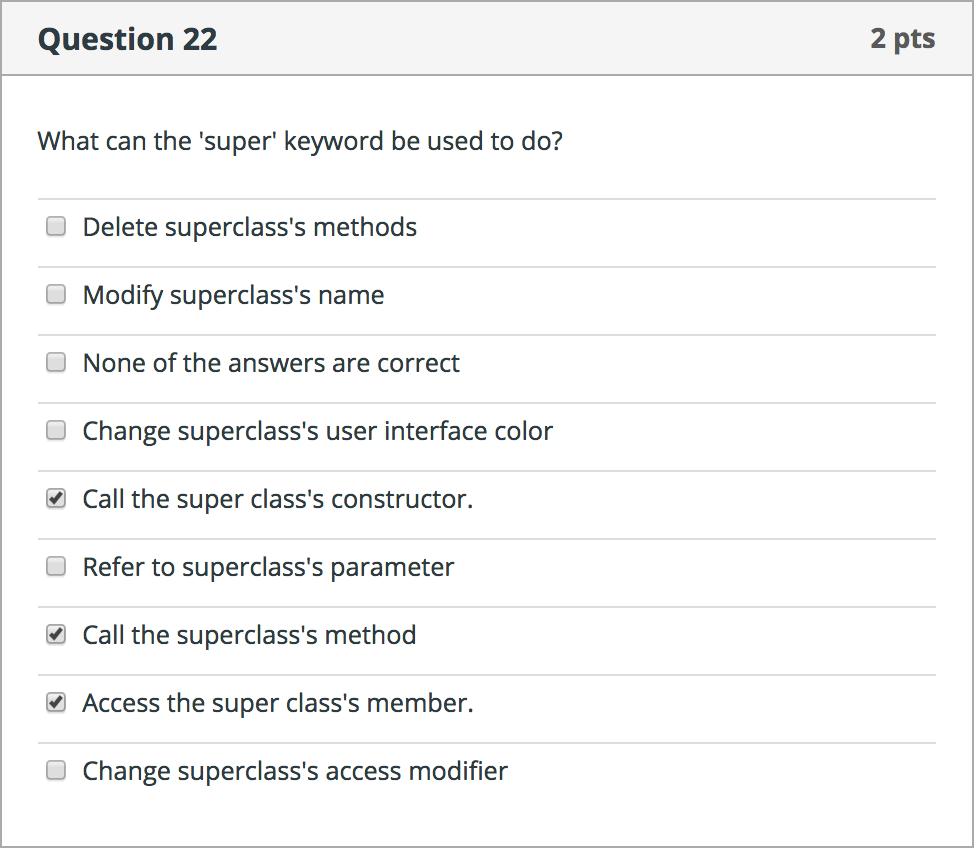 Question 22
2 pts
What can the 'super' keyword be used to do?
Delete superclass's methods
Modify superclass's name
None of the answers are correct
Change superclass's user interface color
Call the super class's constructor.
Refer to superclass's parameter
Call the superclass's method
Access the super class's member.
Change superclass's access modifier